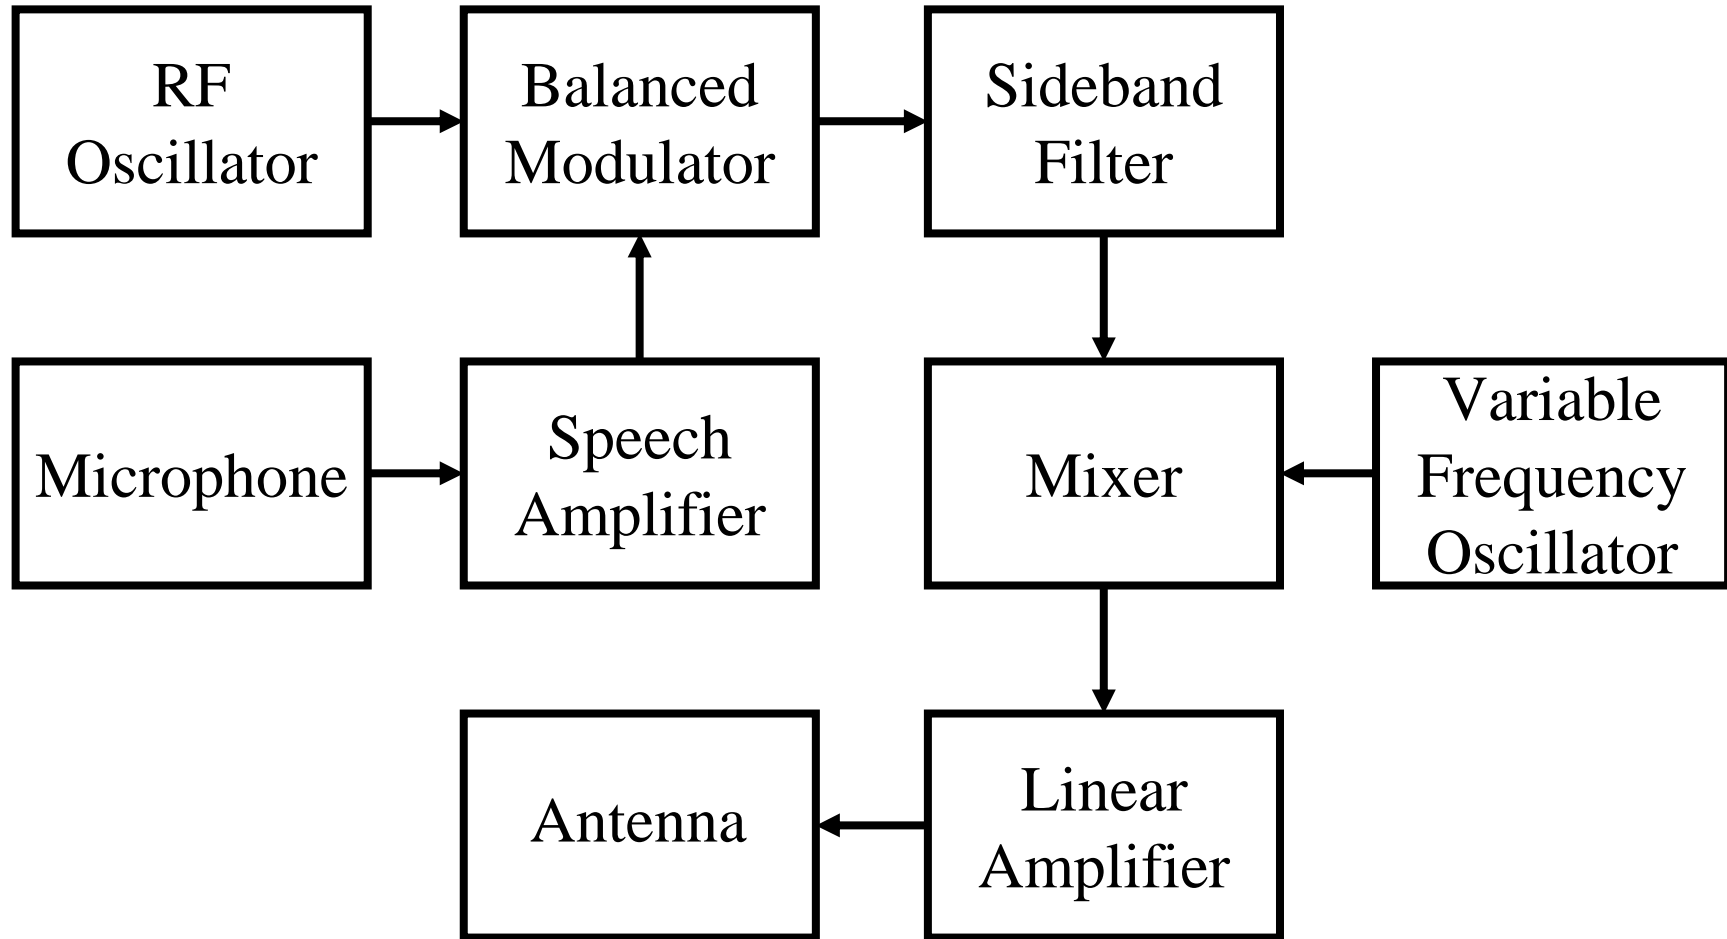 RF
Oscillator
Balanced
Modulator
Sideband
Filter
Microphone
Speech
Amplifier
Mixer
Variable
Frequency
Oscillator
Antenna
Linear
Amplifier